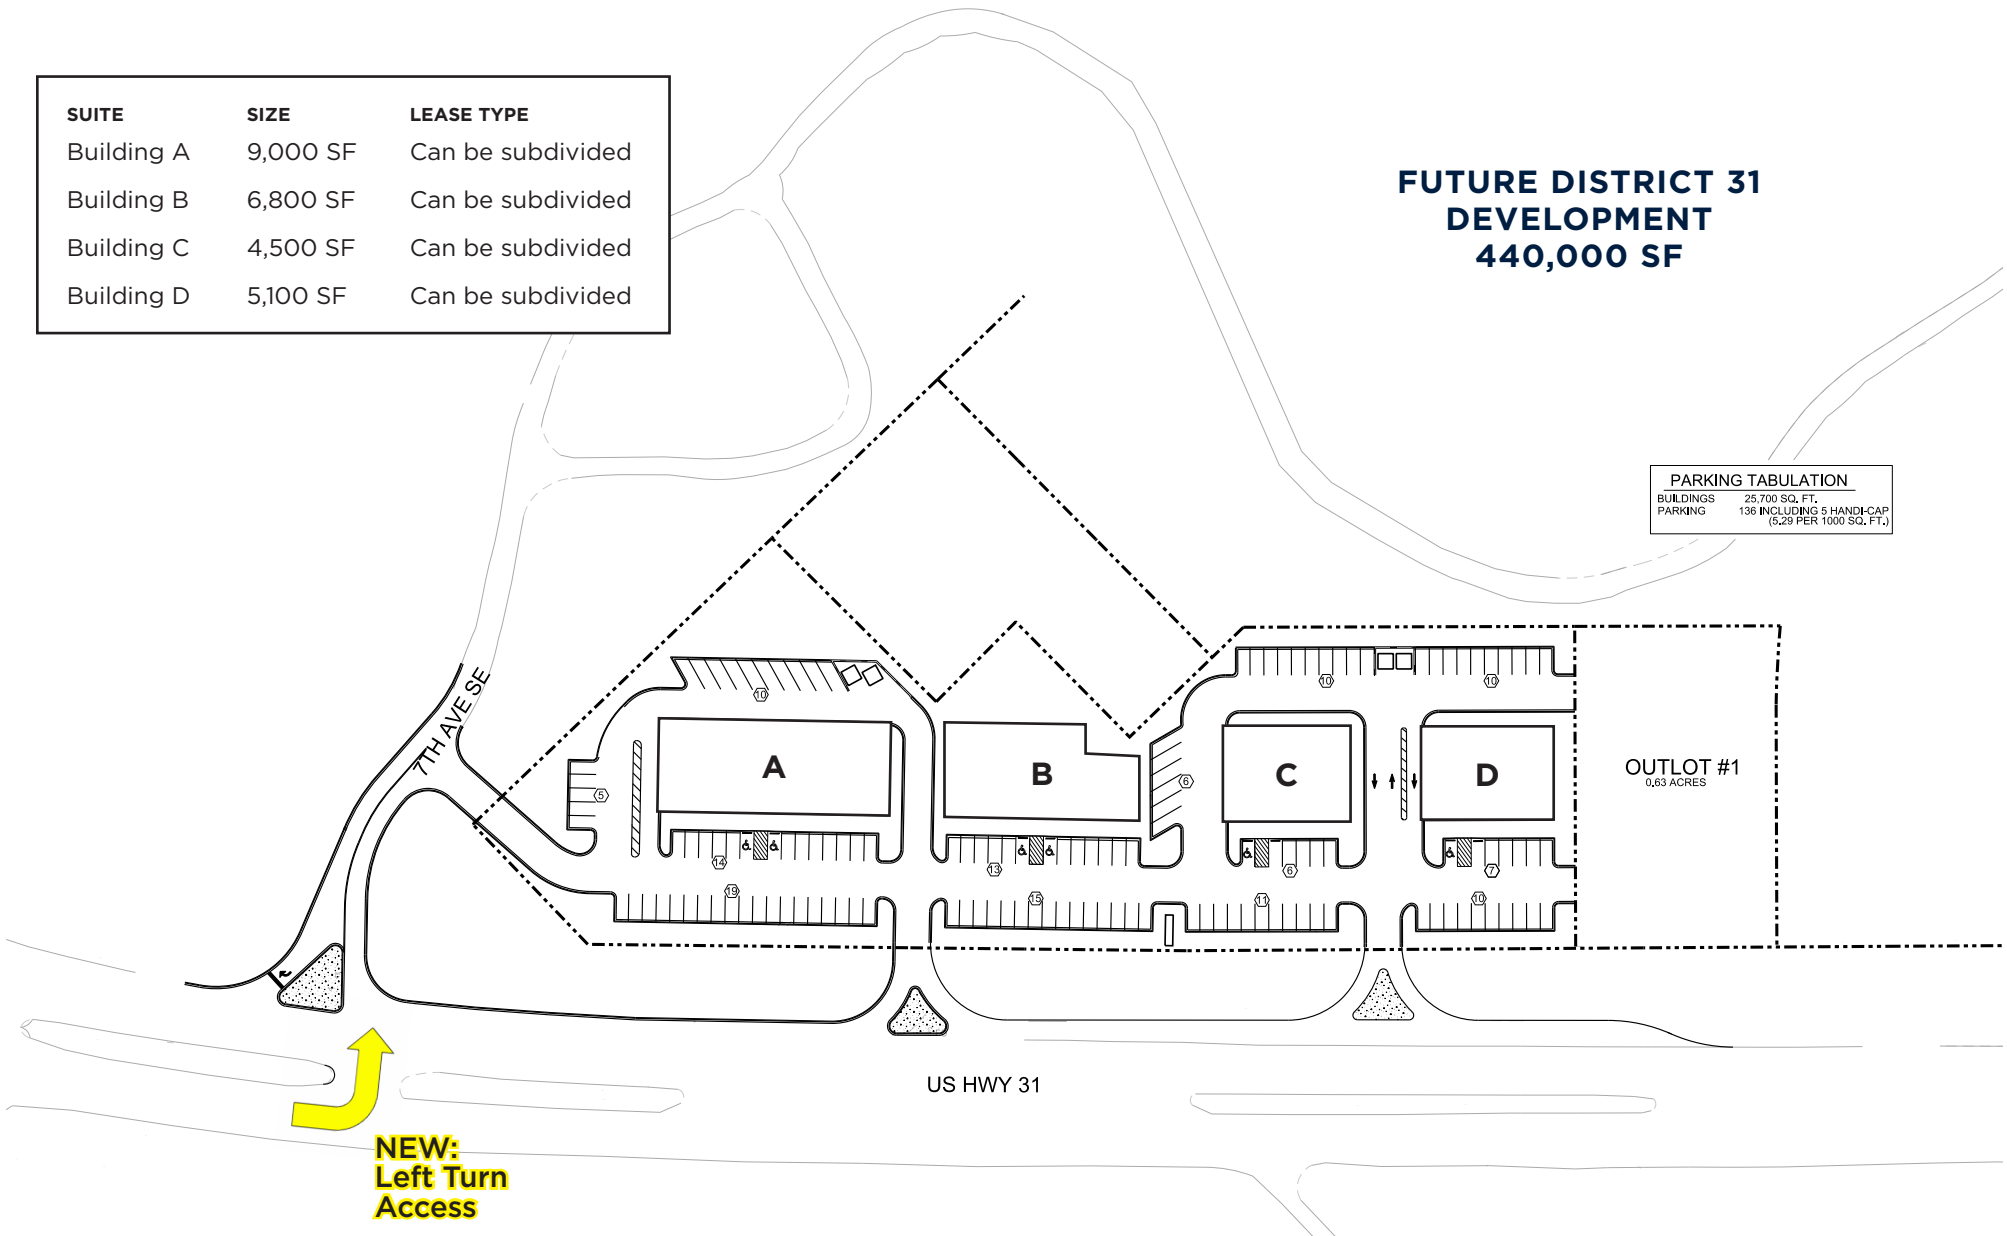 SUITE SIZE LEASE TYPE
Building A 9,000 SF Can be subdivided
Building B 6,800 SF Can be subdivided
Building C 4,500 SF Can be subdivided
Building D 5,100 SF Can be subdivided
FUTURE DISTRICT 31
DEVELOPMENT
440,000 SF
PARKING TABULATION
BUILDINGS 25,700 SQ. FT.
PARKING 136 INCLUDING 5 HANDI-CAP
(5.29 PER 1000 SQ. FT.)
7TH AVE SE
10
10
10
A
B
C
D
5
6
OUTLOT #1
0.63 ACRES
14
13
6
7
19
15
11
10
US HWY 31
NEW:
Left Turn
Access